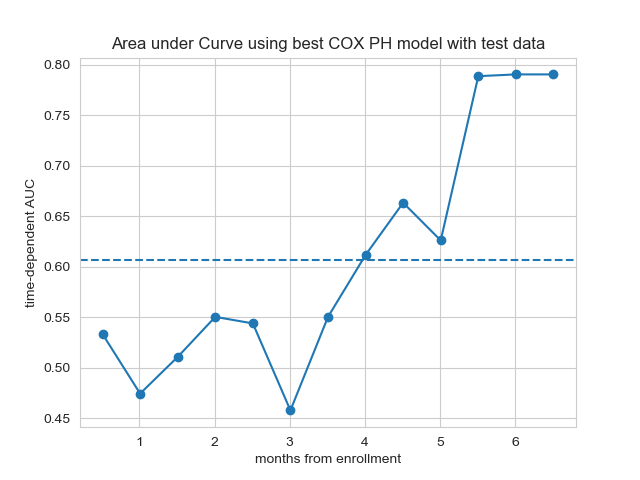 Area under Curve using best COX PH model with test data
0.80
0.75
0.70
0.65
0.60
0.55
0.50
0.45
time-dependent AUC
1 2 3 4 5 6
months from enrollment